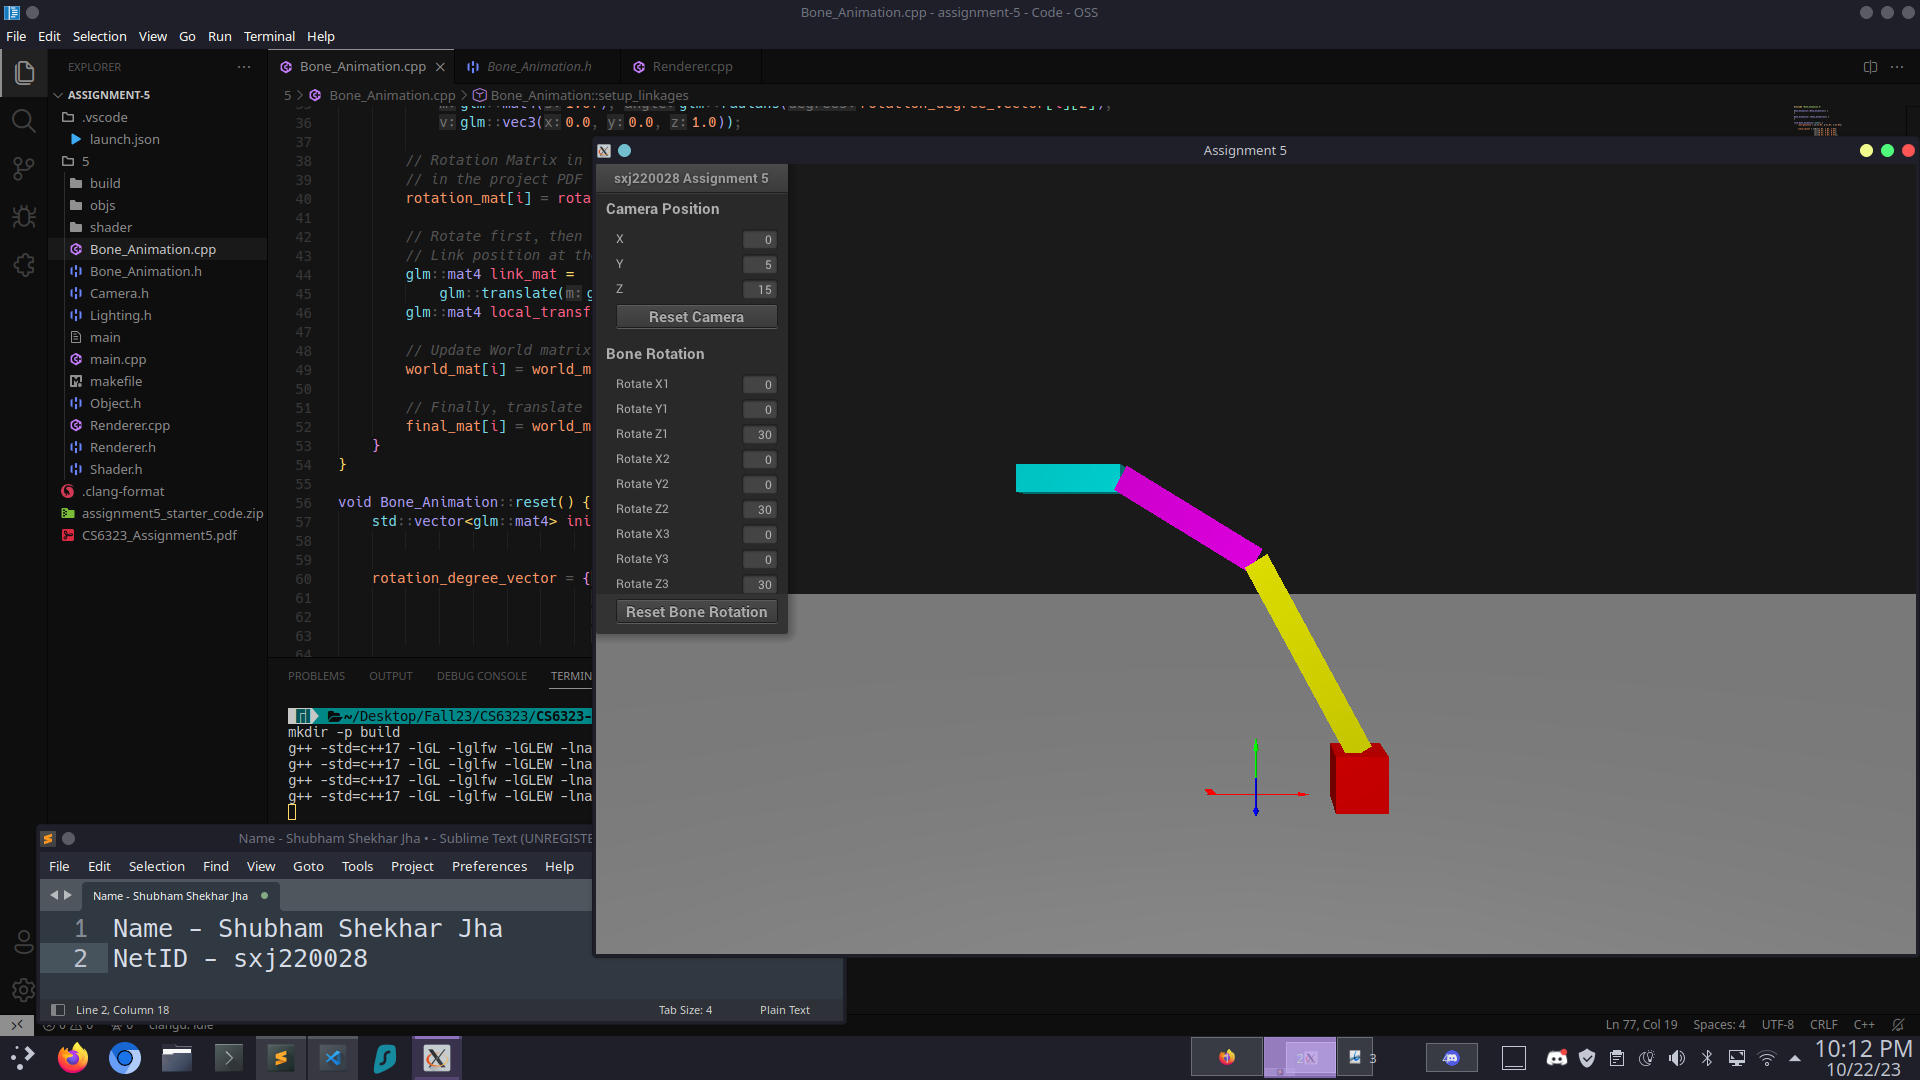 Bone_Animation.cpp - assignment-5 - Code - OSS
File Edit Selection View Go Run Terminal Help
EXPLORER
ASSIGNMENT-5
.vscode
launch.json
5
build
objs
shader
Bone_Animation.cpp
Bone_Animation.h
Camera.h
Lighting.h
main
main.cpp
makefile
Object.h
Renderer.cpp
Renderer.h
Shader.h
.clang-format
assignment5_starter_code.zip
CS6323_Assignment5.pdf
Bone_Animation.cpp Bone_Animation.h Renderer.cpp
5 > Bone_Animation.cpp > Bone_Animation::setup_linkages
36 v: glm::vec3(x: 0.0, y: 0.0, z: 1.0));
37
38 // Rotation Matrix in
39 // in the project PDF
40 rotation_mat[i] = rota
41
42 // Rotate first, then
43 // Link position at the
44 glm::mat4 link_mat =
45 glm::translate(m: g
46 glm::mat4 local_transf
47
48 // Update World matrix
49 world_mat[i] = world_m
50
51 // Finally, translate
52 final_mat[i] = world_m
53 }
54 }
55
56 void Bone_Animation::reset() {
57 std::vector<glm::mat4> ini
58
59
60 rotation_degree_vector = {
61
62
63
64
PROBLEMS OUTPUT DEBUG CONSOLE TERMIN
~/Desktop/Fall23/CS6323/CS6323-
mkdir -p build
g++ -std=c++17 -lGL -lglfw -lGLEW -lna
g++ -std=c++17 -lGL -lglfw -lGLEW -lna
g++ -std=c++17 -lGL -lglfw -lGLEW -lna
g++ -std=c++17 -lGL -lglfw -lGLEW -lna
Assignment 5
sxj220028 Assignment 5
Camera Position
X 0
Y 5
Z 15
Reset Camera
Bone Rotation
Rotate X1 0
Rotate Y1 0
Rotate Z1 30
Rotate X2 0
Rotate Y2 0
Rotate Z2 30
Rotate X3 0
Rotate Y3 0
Rotate Z3 30
Reset Bone Rotation
Name - Shubham Shekhar Jha • - Sublime Text (UNREGISTE
File Edit Selection Find View Goto Tools Project Preferences Help
Name - Shubham Shekhar Jha
1 Name - Shubham Shekhar Jha
2 NetID - sxj220028
Line 2, Column 18 Tab Size: 4 Plain Text
Ln 77, Col 19 Spaces: 4 UTF-8 CRLF C++
2 3
10:12 PM
10/22/23